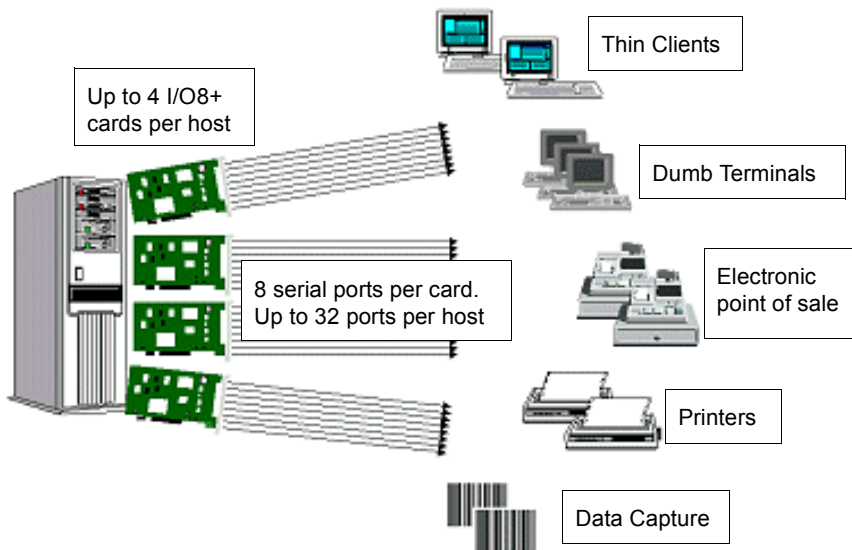 Thin Clients
Up to 4 I/O8+
cards per host
Dumb Terminals
8 serial ports per card.
Up to 32 ports per host
Electronic
point of sale
Printers
Data Capture